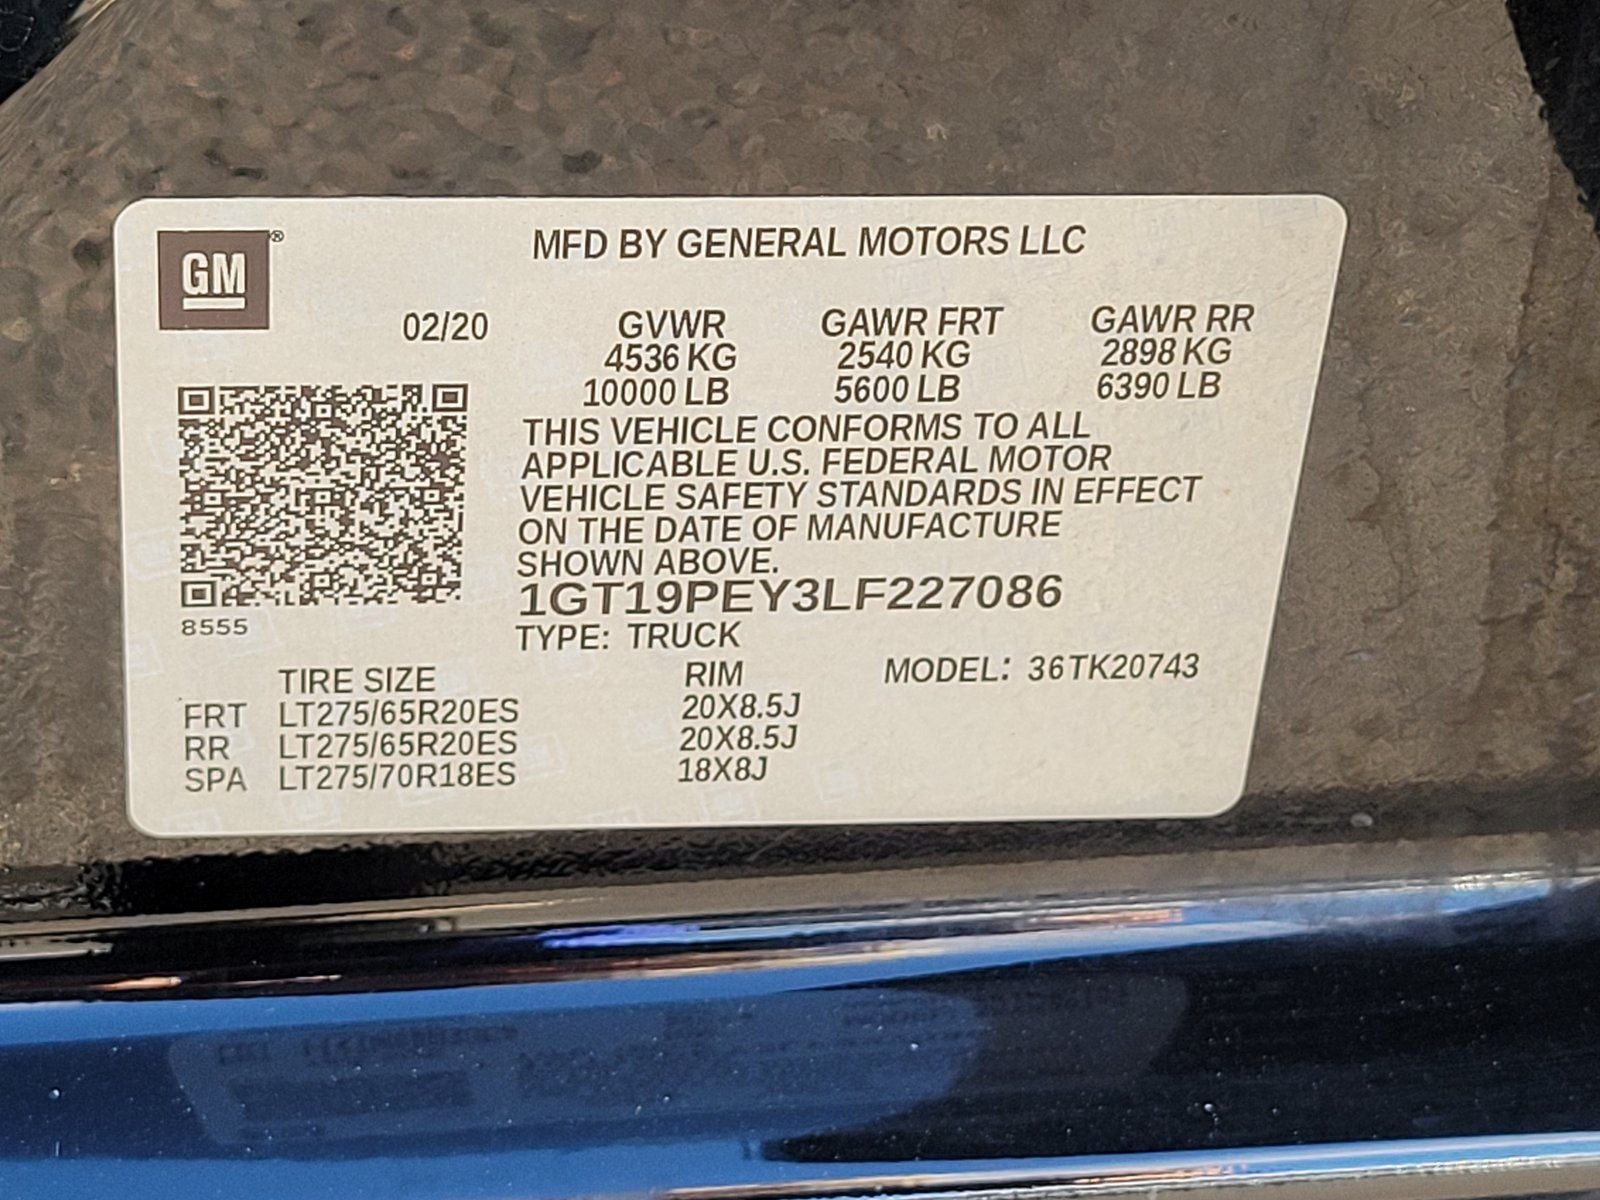 GM®
MFD BY GENERAL MOTORS LLC
02/20 GVWR GAWR FRT GAWR RR
4536 KG 2540 KG 2898 KG
10000 LB 5600 LB 6390 LB
THIS VEHICLE CONFORMS TO ALL
APPLICABLE U.S. FEDERAL MOTOR
VEHICLE SAFETY STANDARDS IN EFFECT
ON THE DATE OF MANUFACTURE
SHOWN ABOVE.
1GT19PEY3LF227086
8555
TYPE: TRUCK
TIRE SIZE RIM MODEL: 36TK20743
FRT LT275/65R20ES 20X8.5J
RR LT275/65R20ES 20X8.5J
SPA LT275/70R18ES 18X8J